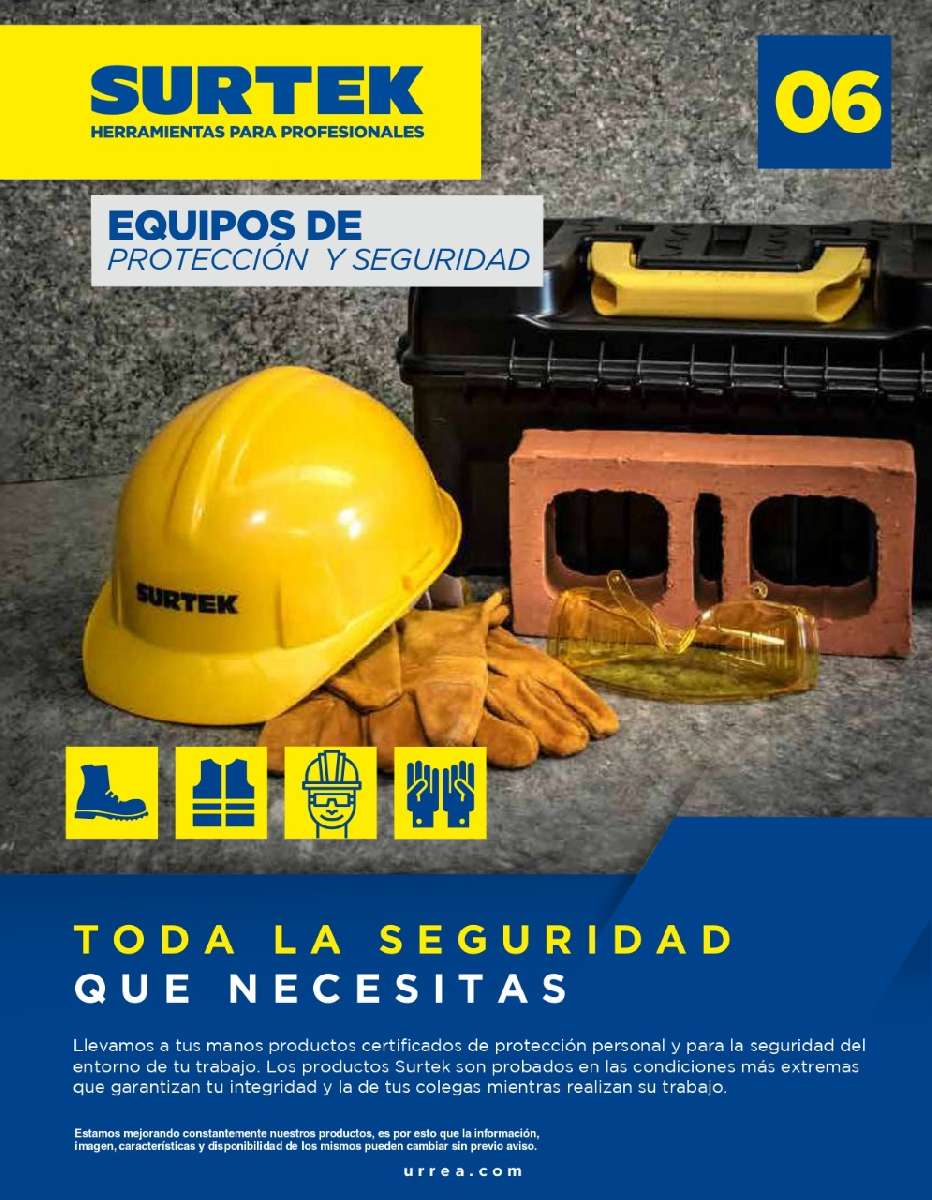 SURTEK
HERRAMIENTAS PARA PROFESIONALES
06
EQUIPOS DE
PROTECCIÓN Y SEGURIDAD
SURTEK
TODA LA SEGURIDAD
QUE NECESITAS
Llevamos a tus manos productos certificados de protección personal y para la seguridad del
entorno de tu trabajo. Los productos Surtek son probados en las condiciones más extremas
que garantizan tu integridad y la de tus colegas mientras realizan su trabajo.
Estamos mejorando constantemente nuestros productos, es por esto que la información,
imagen, características y disponibilidad de los mismos pueden cambiar sin previo aviso.
urrea.com